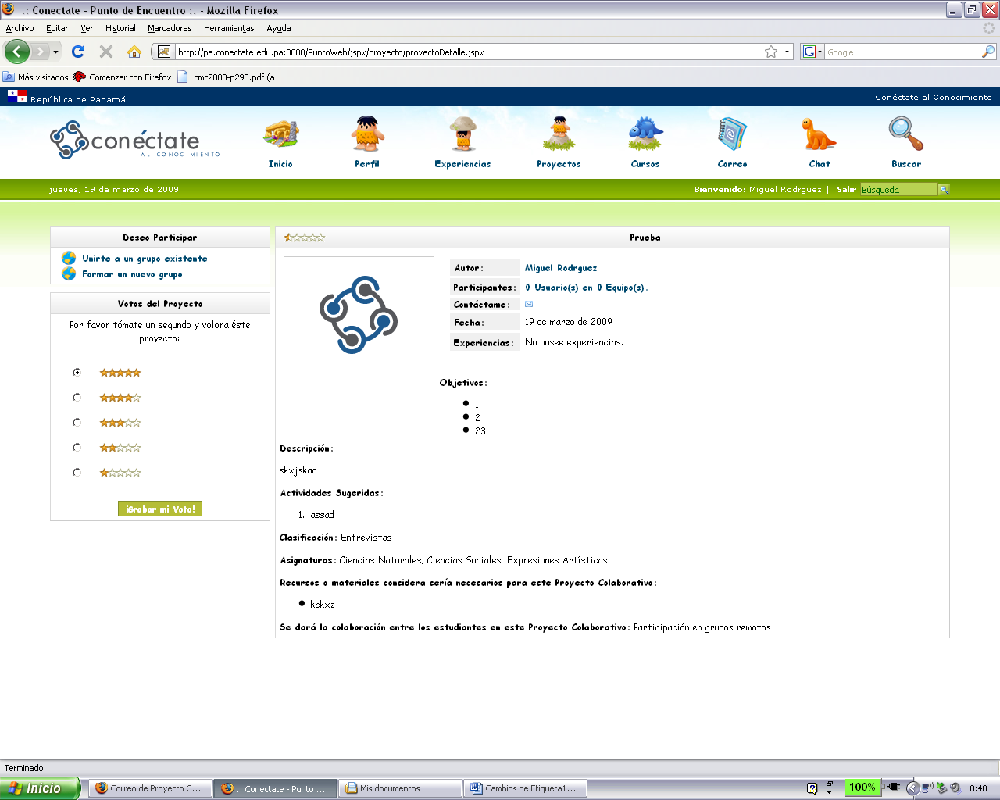 .: Conectate - Punto de Encuentro :. - Mozilla Firefox
Archivo Editar Ver Historial Marcadores Herramientas Ayuda
http://pe.conectate.edu.pa:8080/PuntoWeb/jspx/proyecto/proyectoDetalle.jspx
G Google
Más visitados Comenzar con Firefox cmc2008-p293.pdf (a...
República de Panamá
Conéctate al Conocimiento
conéctate
AL CONOCIMIENTO
Inicio Perfil Experiencias Proyectos Cursos Correo Chat Buscar
jueves, 19 de marzo de 2009
Bienvenido: Miguel Rodrguez | Salir Búsqueda
Deseo Participar
Unirte a un grupo existente
Formar un nuevo grupo
Votos del Proyecto
Por favor tómate un segundo y valora éste
proyecto:
¡Grabar mi Voto!
Prueba
Autor: Miguel Rodrguez
Participantes: 0 Usuario(s) en 0 Equipo(s).
Contáctame:
Fecha: 19 de marzo de 2009
Experiencias: No posee experiencias.
Objetivos:
1
2
23
Descripción:
skxjskad
Actividades Sugeridas:
1. assad
Clasificación: Entrevistas
Asignaturas: Ciencias Naturales, Ciencias Sociales, Expresiones Artísticas
Recursos o materiales considera sería necesarios para este Proyecto Colaborativo:
kckxz
Se dará la colaboración entre los estudiantes en este Proyecto Colaborativo: Participación en grupos remotos
Terminado
Inicio
Correo de Proyecto C...
.: Conectate - Punto ...
Mis documentos
Cambios de Etiqueta1...
100%
8:48